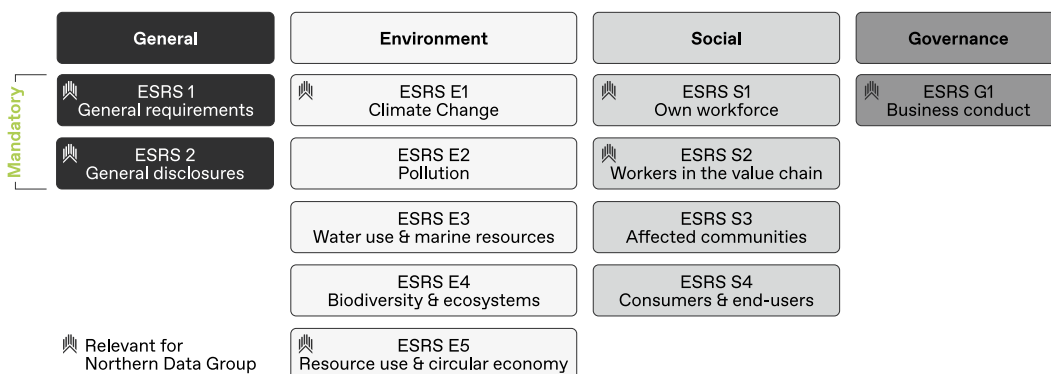 General
Environment
Social
Governance
Mandatory
ESRS 1
General requirements
ESRS E1
Climate Change
ESRS S1
Own workforce
ESRS G1
Business conduct
ESRS 2
General disclosures
ESRS E2
Pollution
ESRS S2
Workers in the value chain
ESRS E3
Water use & marine resources
ESRS S3
Affected communities
ESRS E4
Biodiversity & ecosystems
ESRS S4
Consumers & end-users
Relevant for
Northern Data Group
ESRS E5
Resource use & circular economy